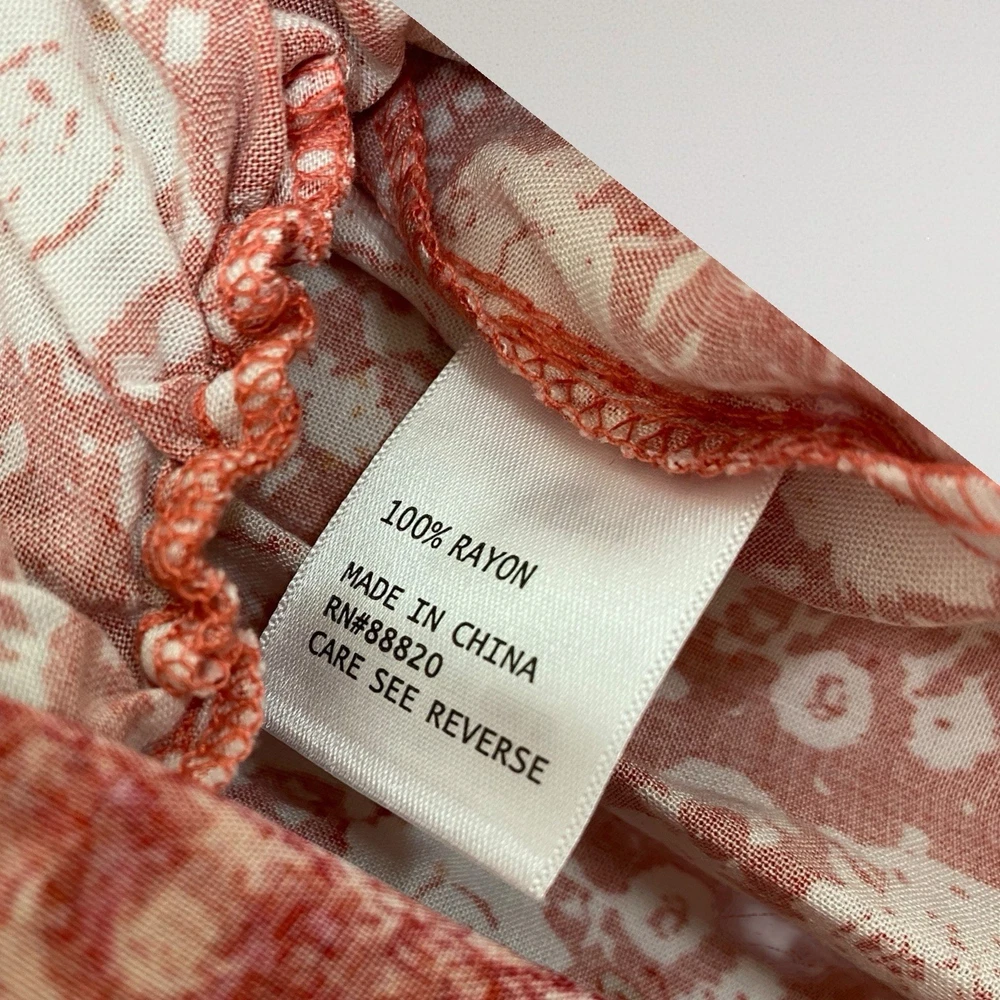 100% RAYON
MADE IN CHINA
RN#88820
CARE SEE REVERSE